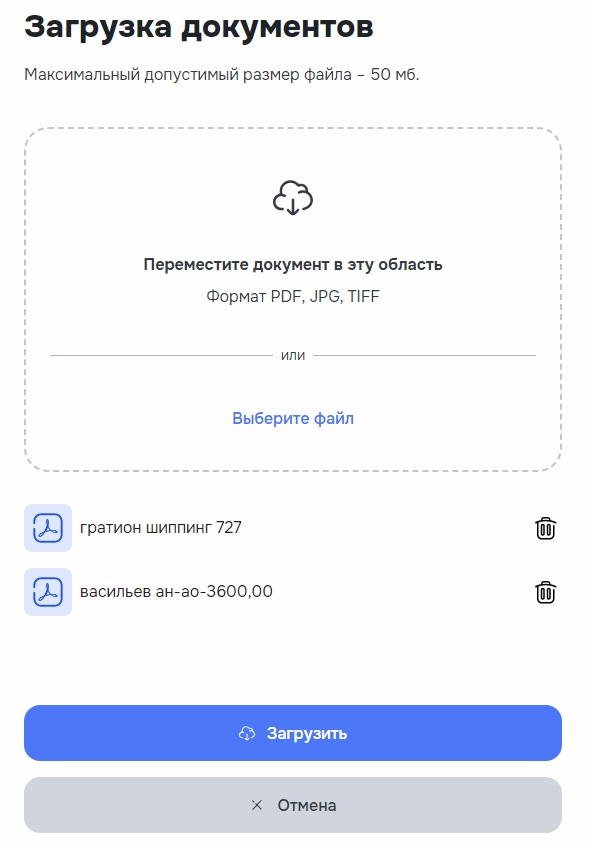 Загрузка документов
Максимальный допустимый размер файла – 50 мб.
Переместите документ в эту область
Формат PDF, JPG, TIFF
или
Выберите файл
гратион шиппинг 727
васильев ан-ао-3600,00
Загрузить
Отмена